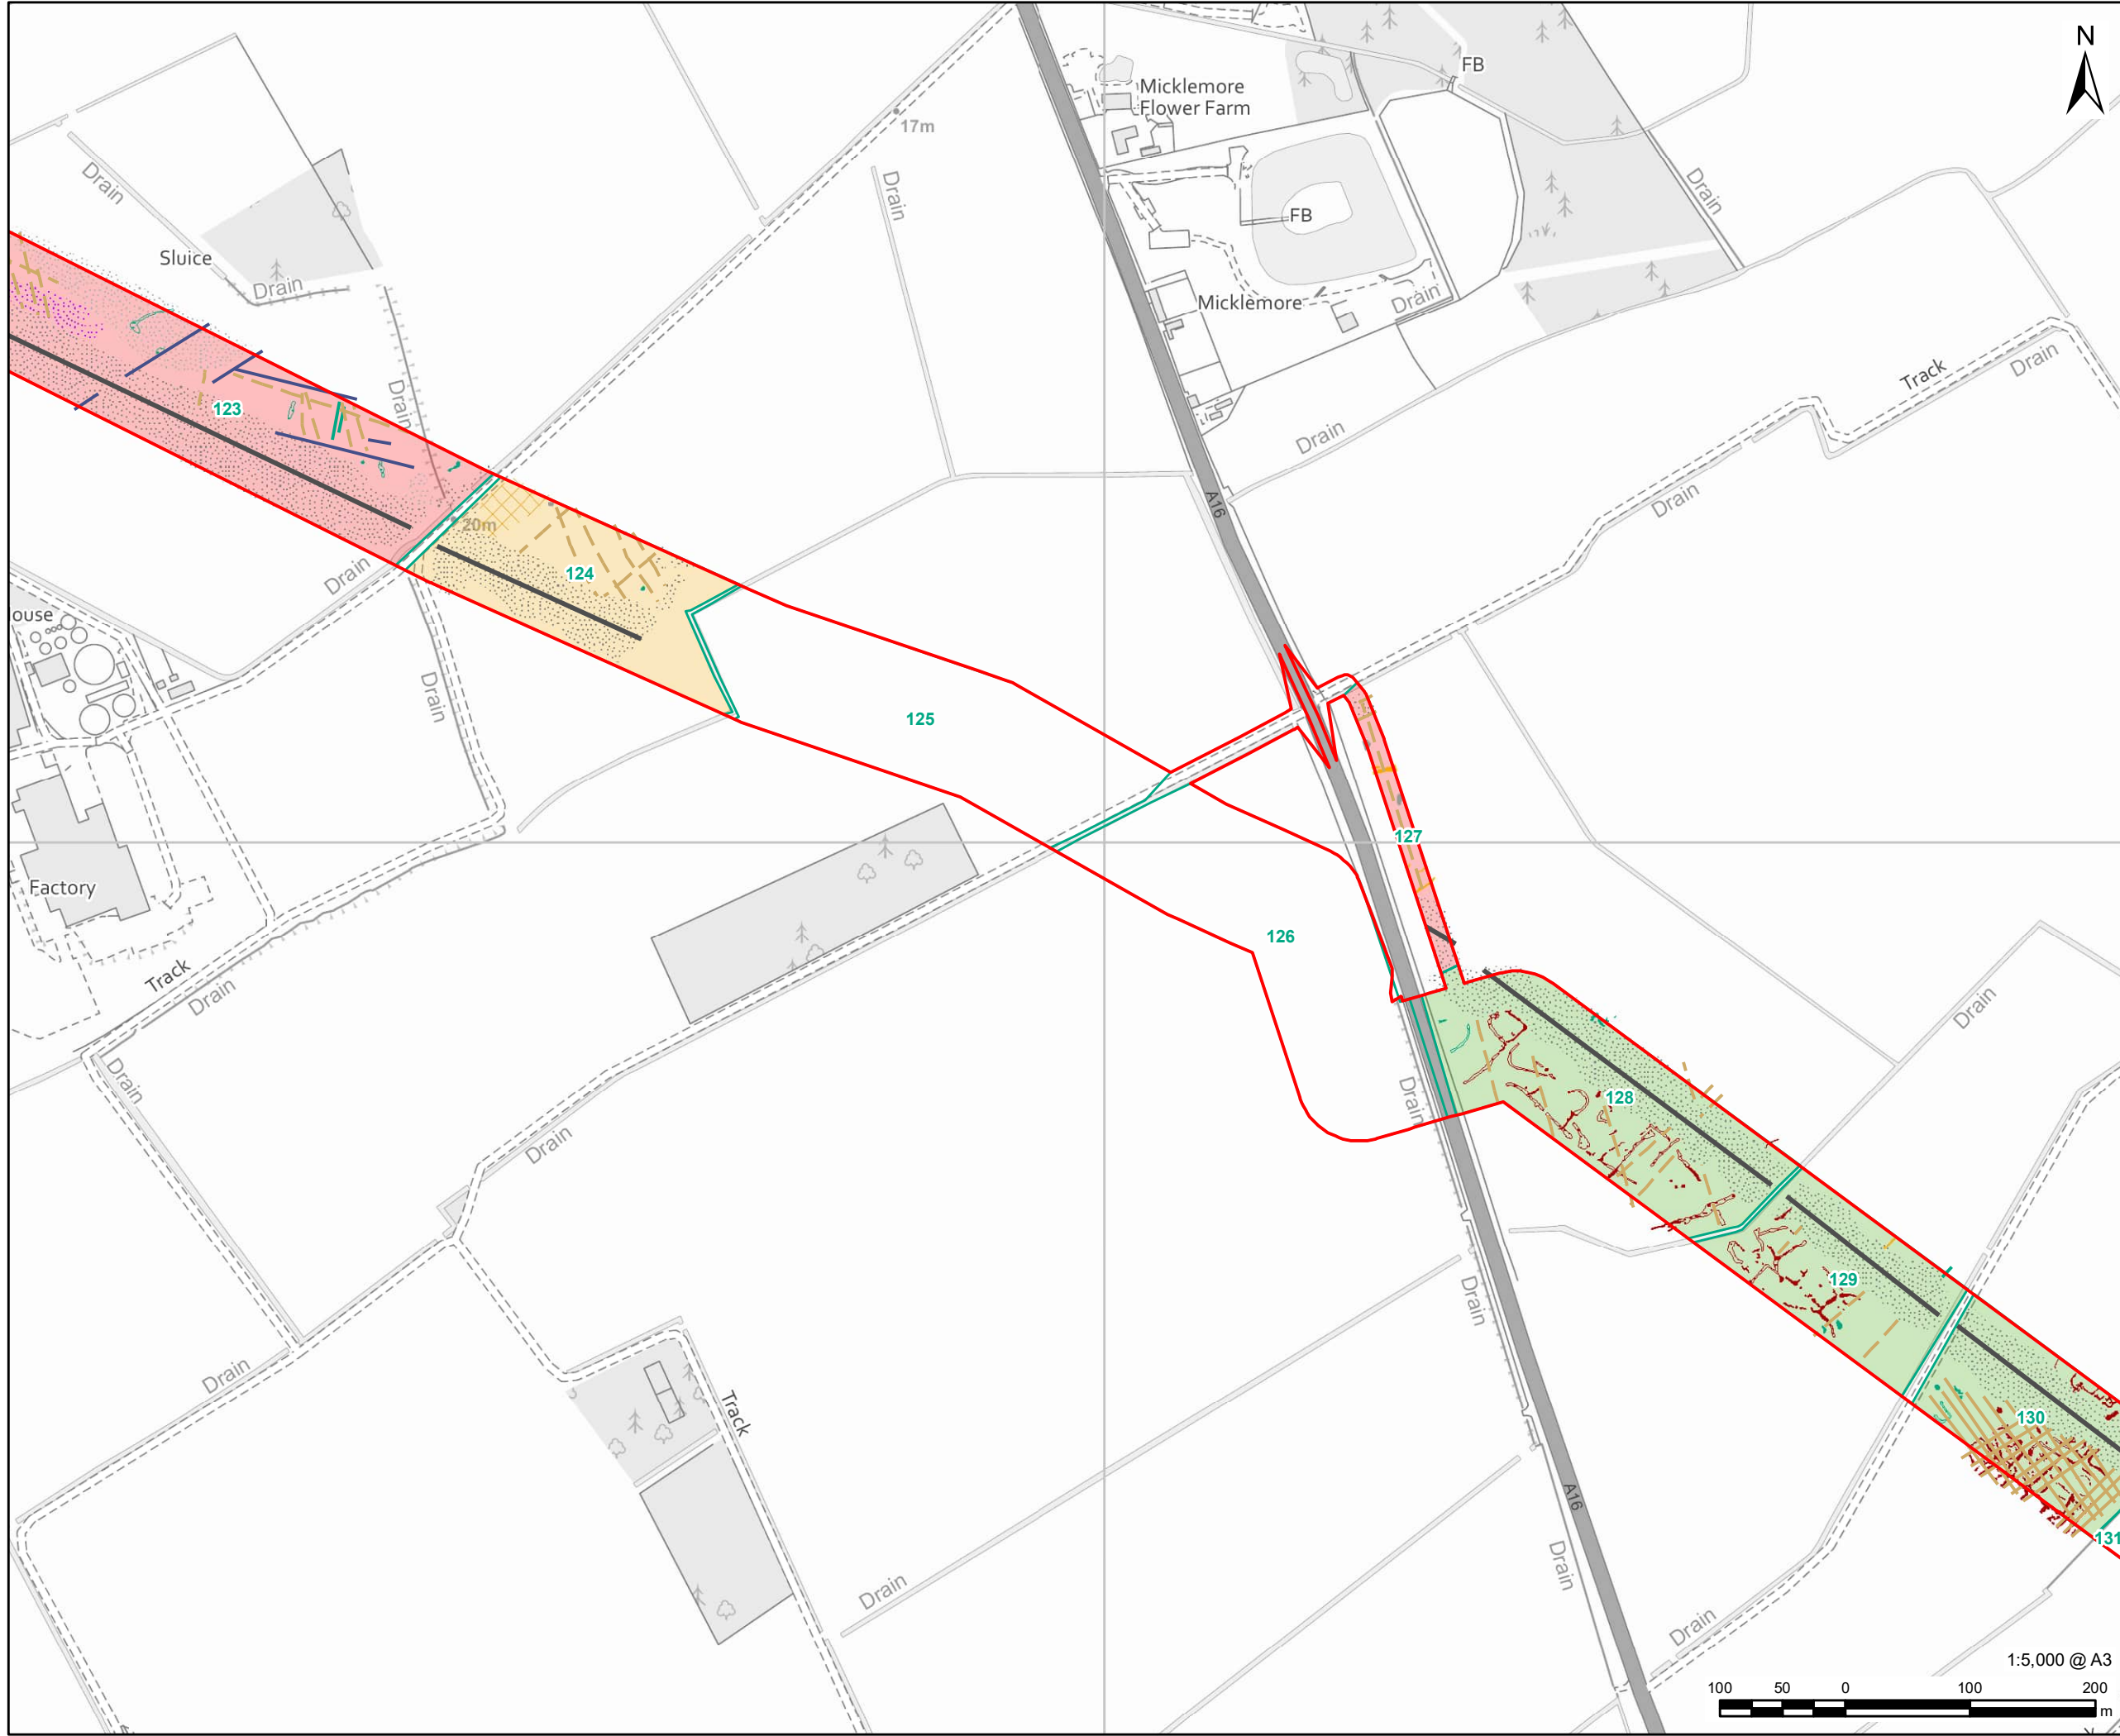 N
FB
Micklemore
Flower Farm
17m
Drain
Drain
Drain
FB
Sluice
Drain
Micklemore
Drain
Track
Drain
Drain
123
Drain
A16
Drain
20m
124
Drain
ouse
Drain
125
127
Factory
126
Track
Drain
Drain
Drain
128
Drain
Drain
129
Drain
Drain
Track
130
A16
131
Drain
Drain
Drain
1:5,000 @ A3
100 50 0 100 200
m